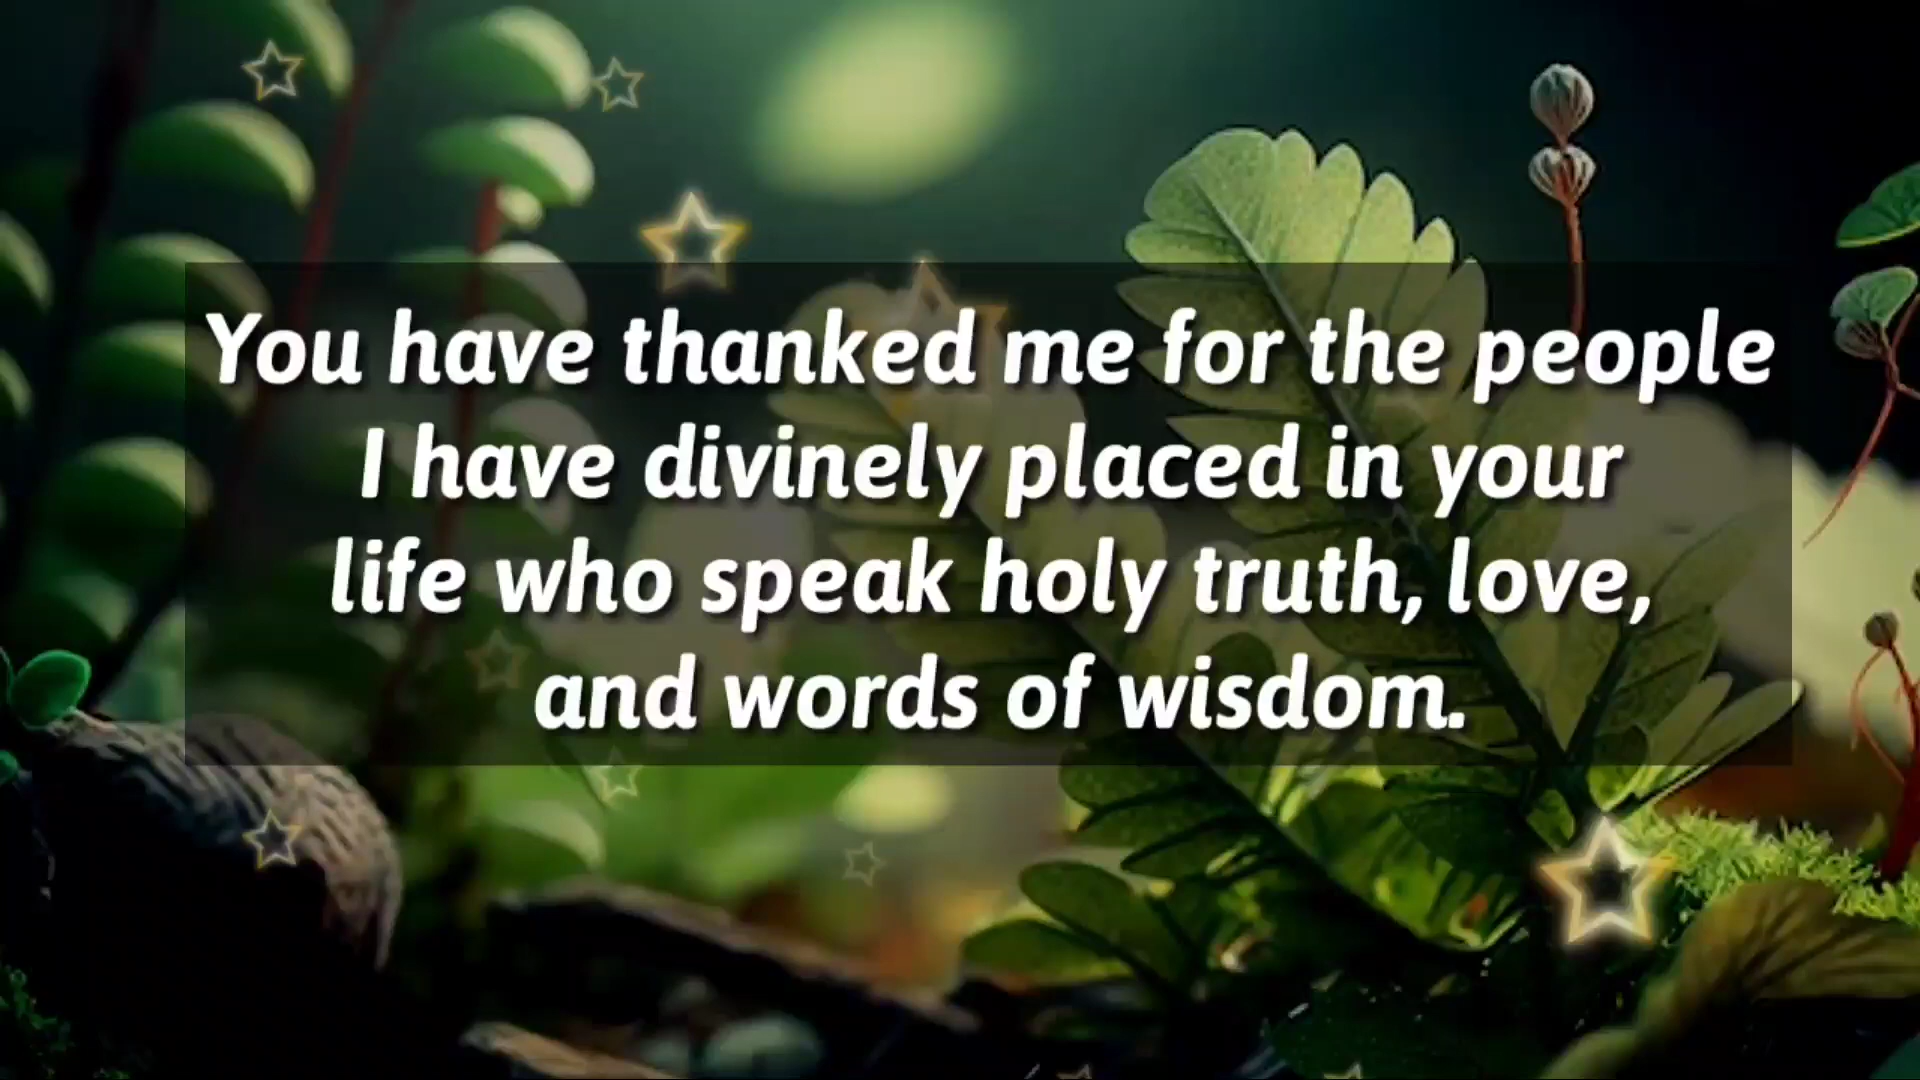 You have thanked me for the people
I have divinely placed in your
life who speak holy truth, love,
and words of wisdom.